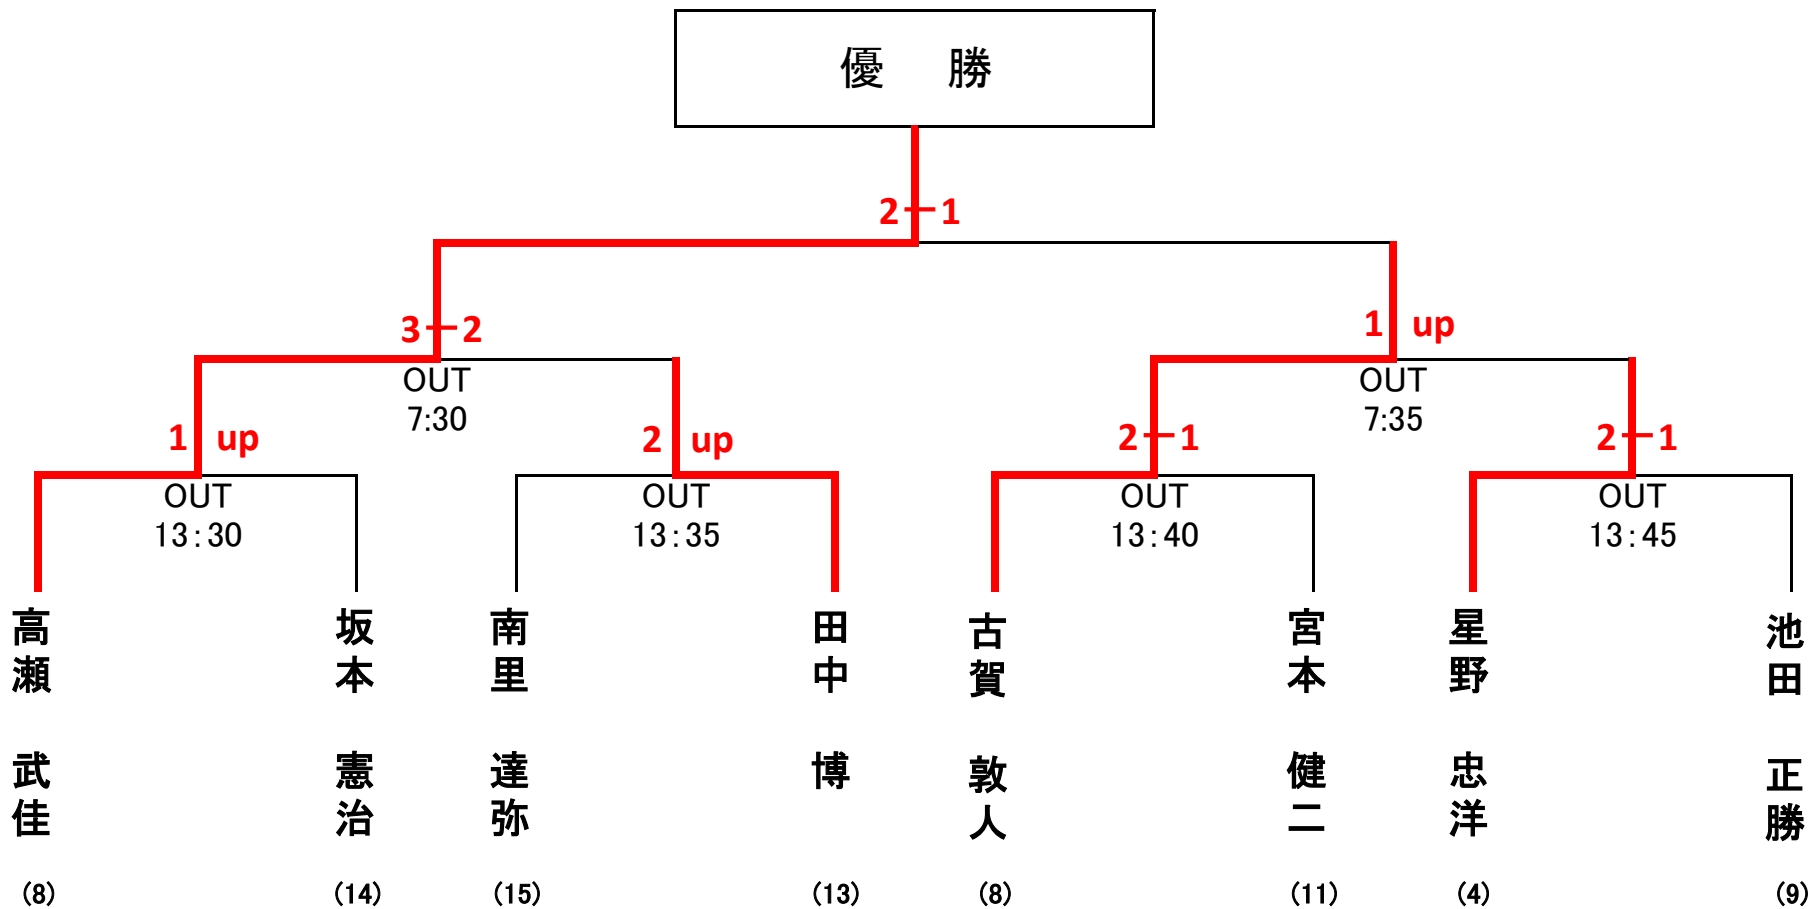 優　勝
2－1
3－2
1 up
OUT
7:30
OUT
7:35
1 up
2 up
2－1
2－1
OUT
13:30
OUT
13:35
OUT
13:40
OUT
13:45
高瀬　武佳
坂本　憲治
南里　達弥
田中　博
古賀　敦人
宮本　健二
星野　忠洋
池田　正勝
(8)
(14)
(15)
(13)
(8)
(11)
(4)
(9)